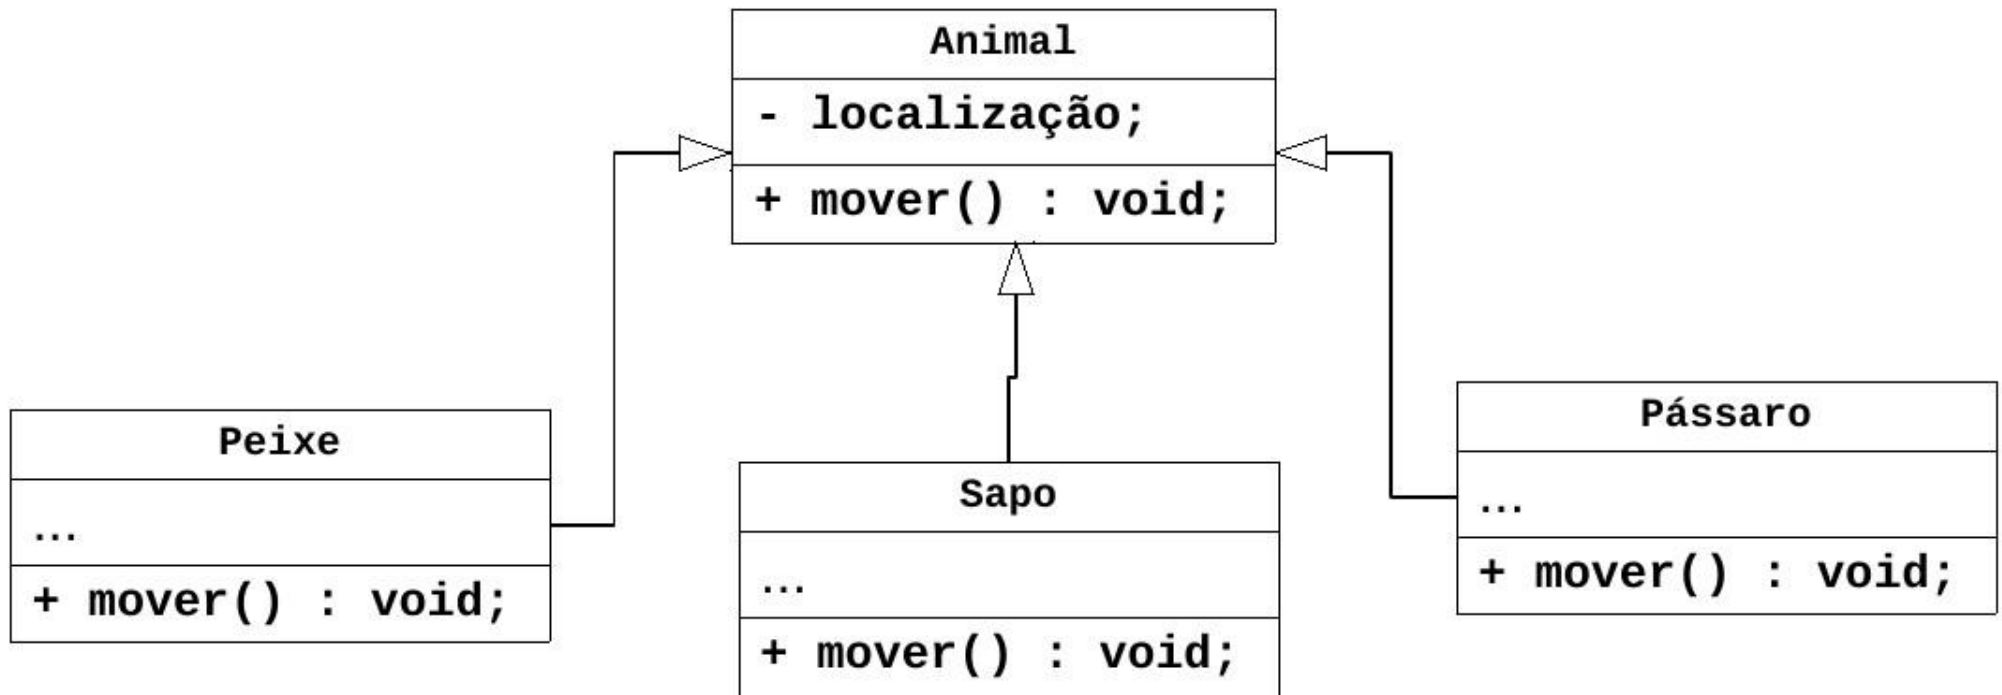 Animal
- localização;
+ mover() : void;
Peixe
...
+ mover() : void;
Sapo
...
+ mover() : void;
Pássaro
...
+ mover() : void;